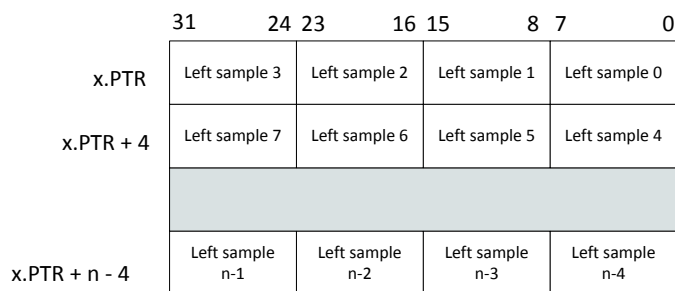 31 24 23 16 15 8 7 0
x.PTR Left sample 3 Left sample 2 Left sample 1 Left sample 0
x.PTR + 4 Left sample 7 Left sample 6 Left sample 5 Left sample 4
x.PTR + n - 4
Left sample
n-1
Left sample
n-2
Left sample
n-3
Left sample
n-4